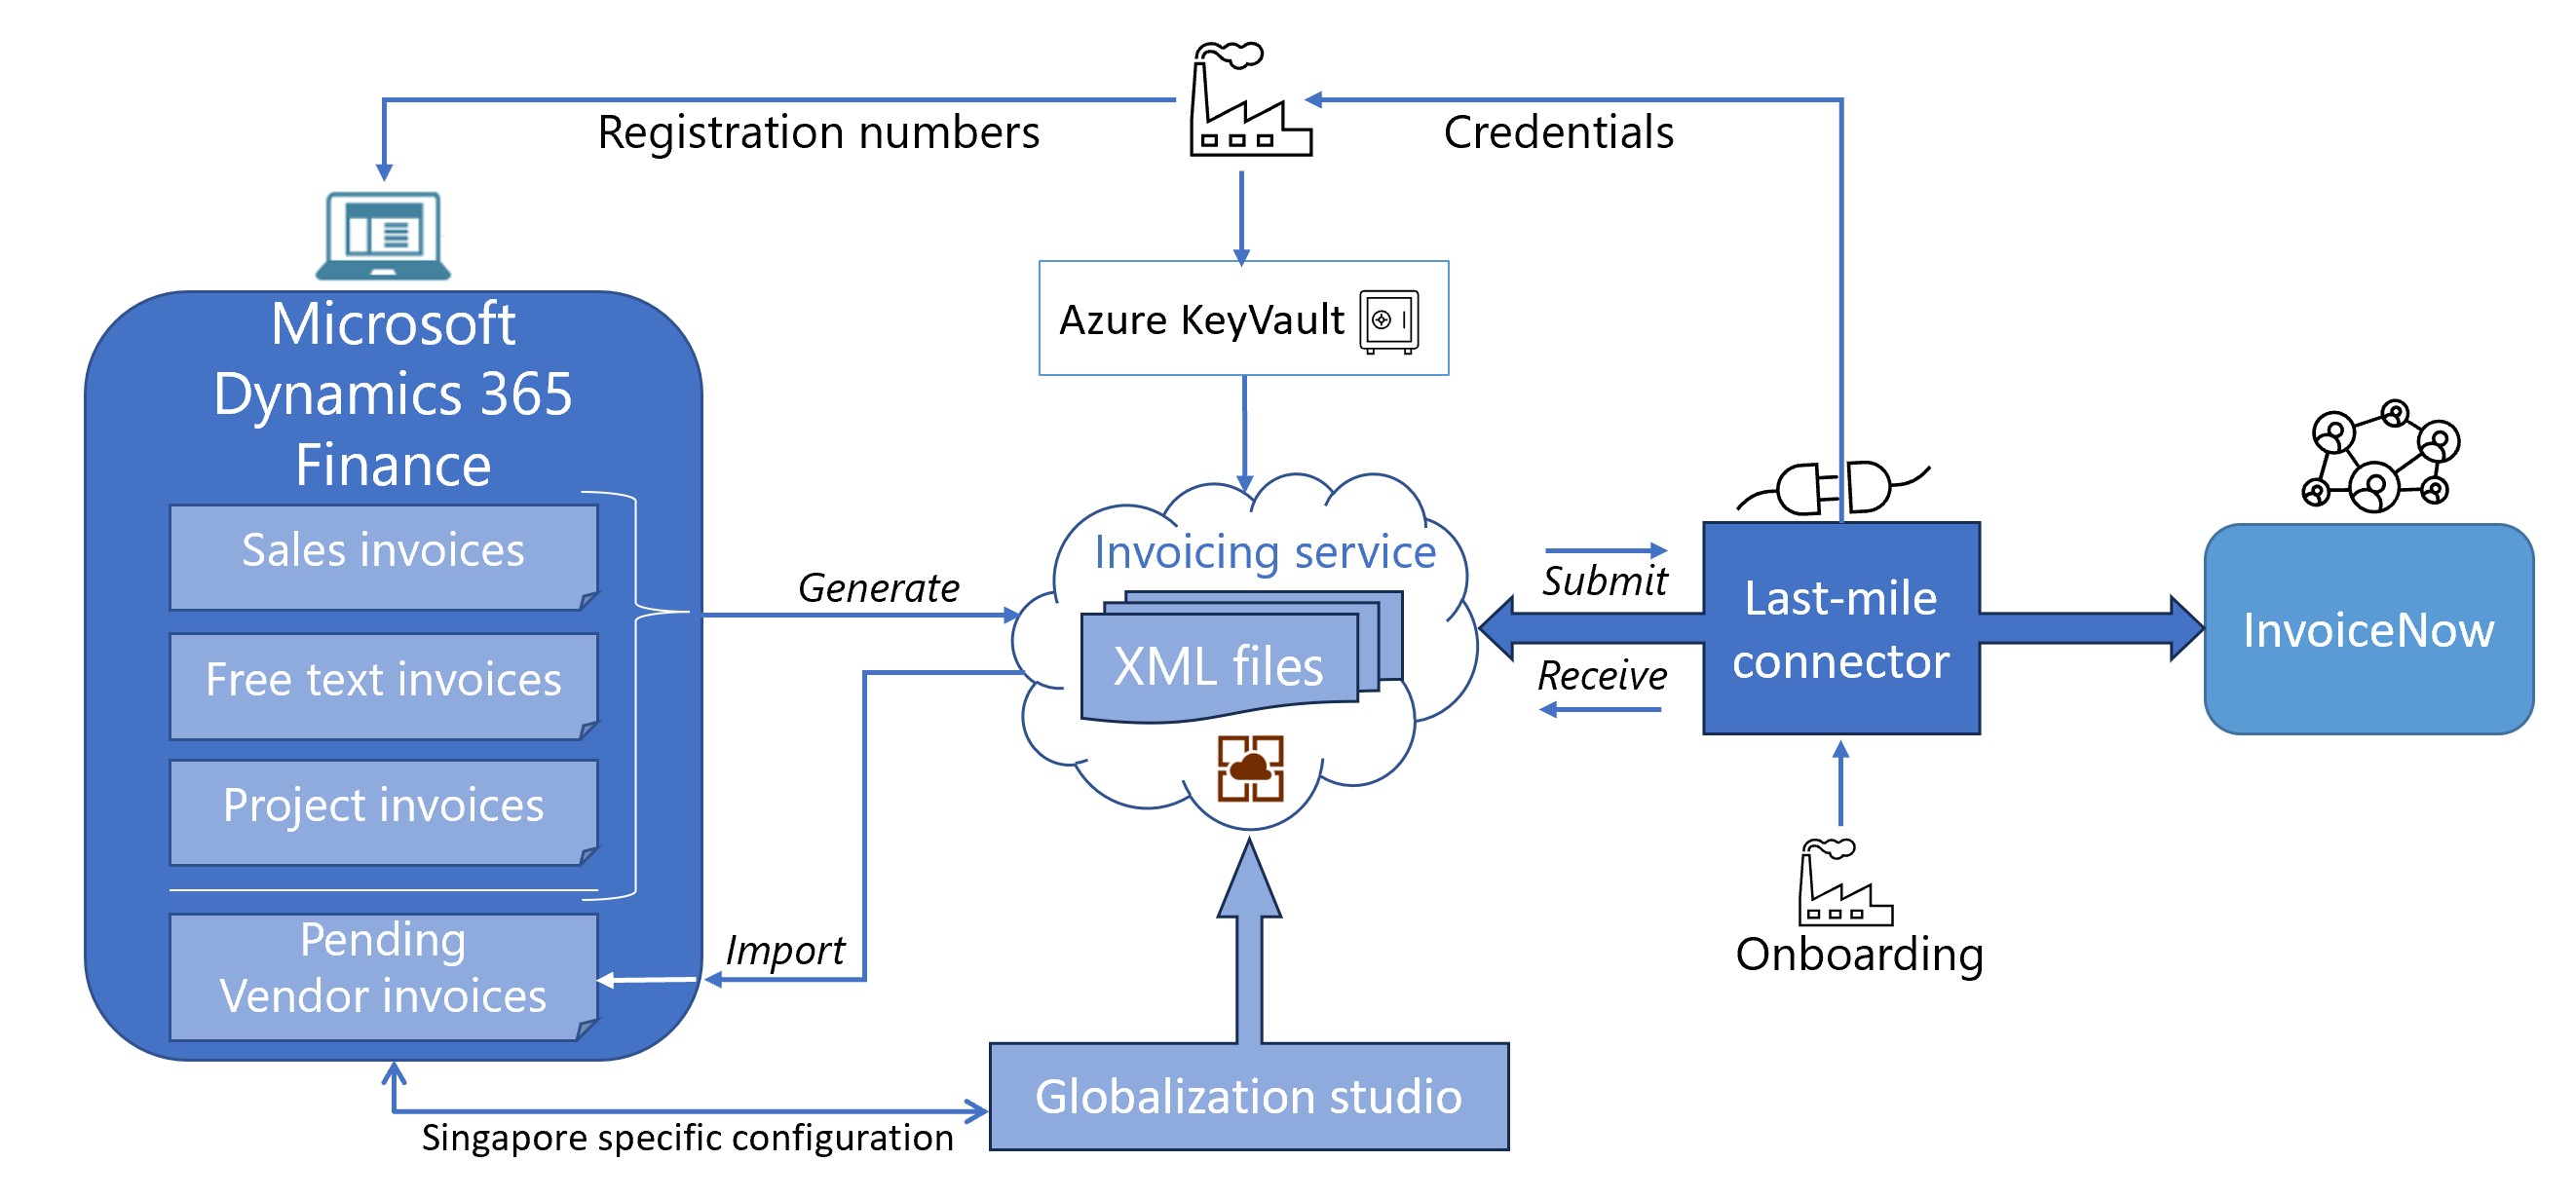 Registration numbers
Credentials
Azure KeyVault
Microsoft
Dynamics 365
Finance
Sales invoices
Free text invoices
Project invoices
Pending
Vendor invoices
Generate
Import
Invoicing service
XML files
Submit
Receive
Last-mile
connector
InvoiceNow
Onboarding
Globalization studio
Singapore specific configuration